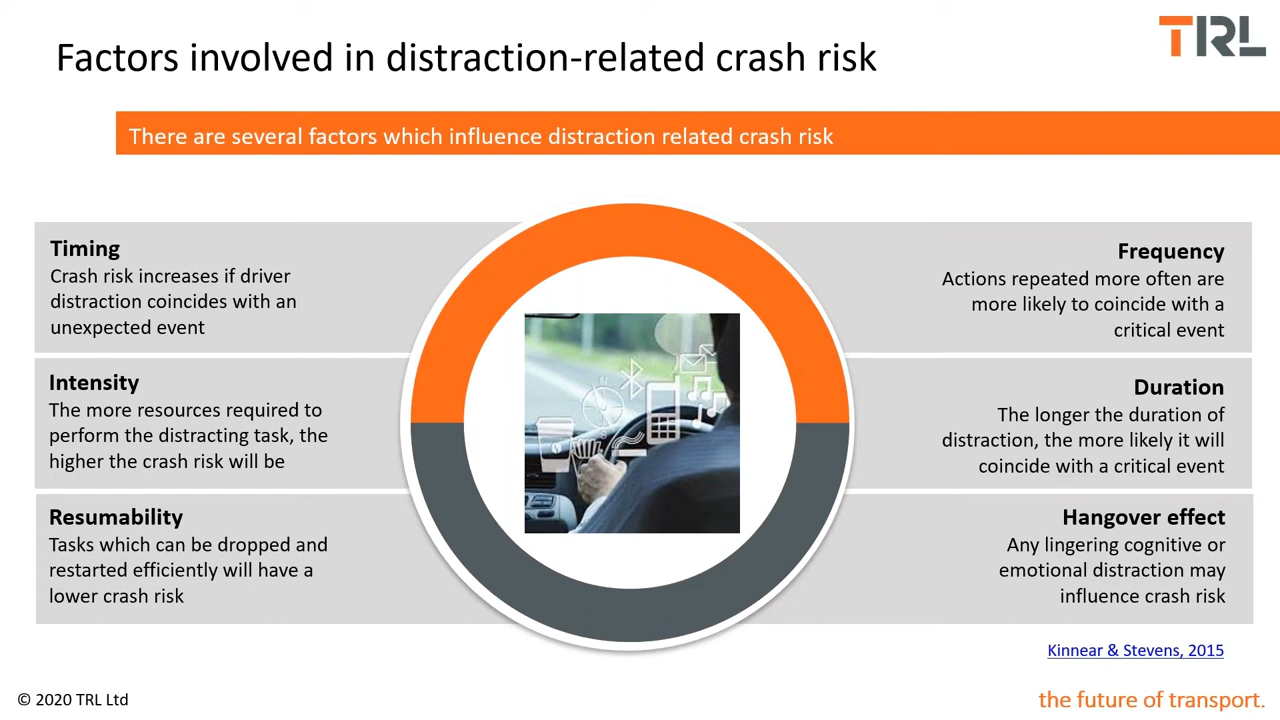 Factors involved in distraction-related crash risk
TRL
There are several factors which influence distraction related crash risk
Timing
Crash risk increases if driver
distraction coincides with an
unexpected event
Intensity
The more resources required to
perform the distracting task, the
higher the crash risk will be
Resumability
Tasks which can be dropped and
restarted efficiently will have a
lower crash risk
Frequency
Actions repeated more often are
more likely to coincide with a
critical event
Duration
The longer the duration of
distraction, the more likely it will
coincide with a critical event
Hangover effect
Any lingering cognitive or
emotional distraction may
influence crash risk
Kinnear & Stevens, 2015
© 2020 TRL Ltd
the future of transport.